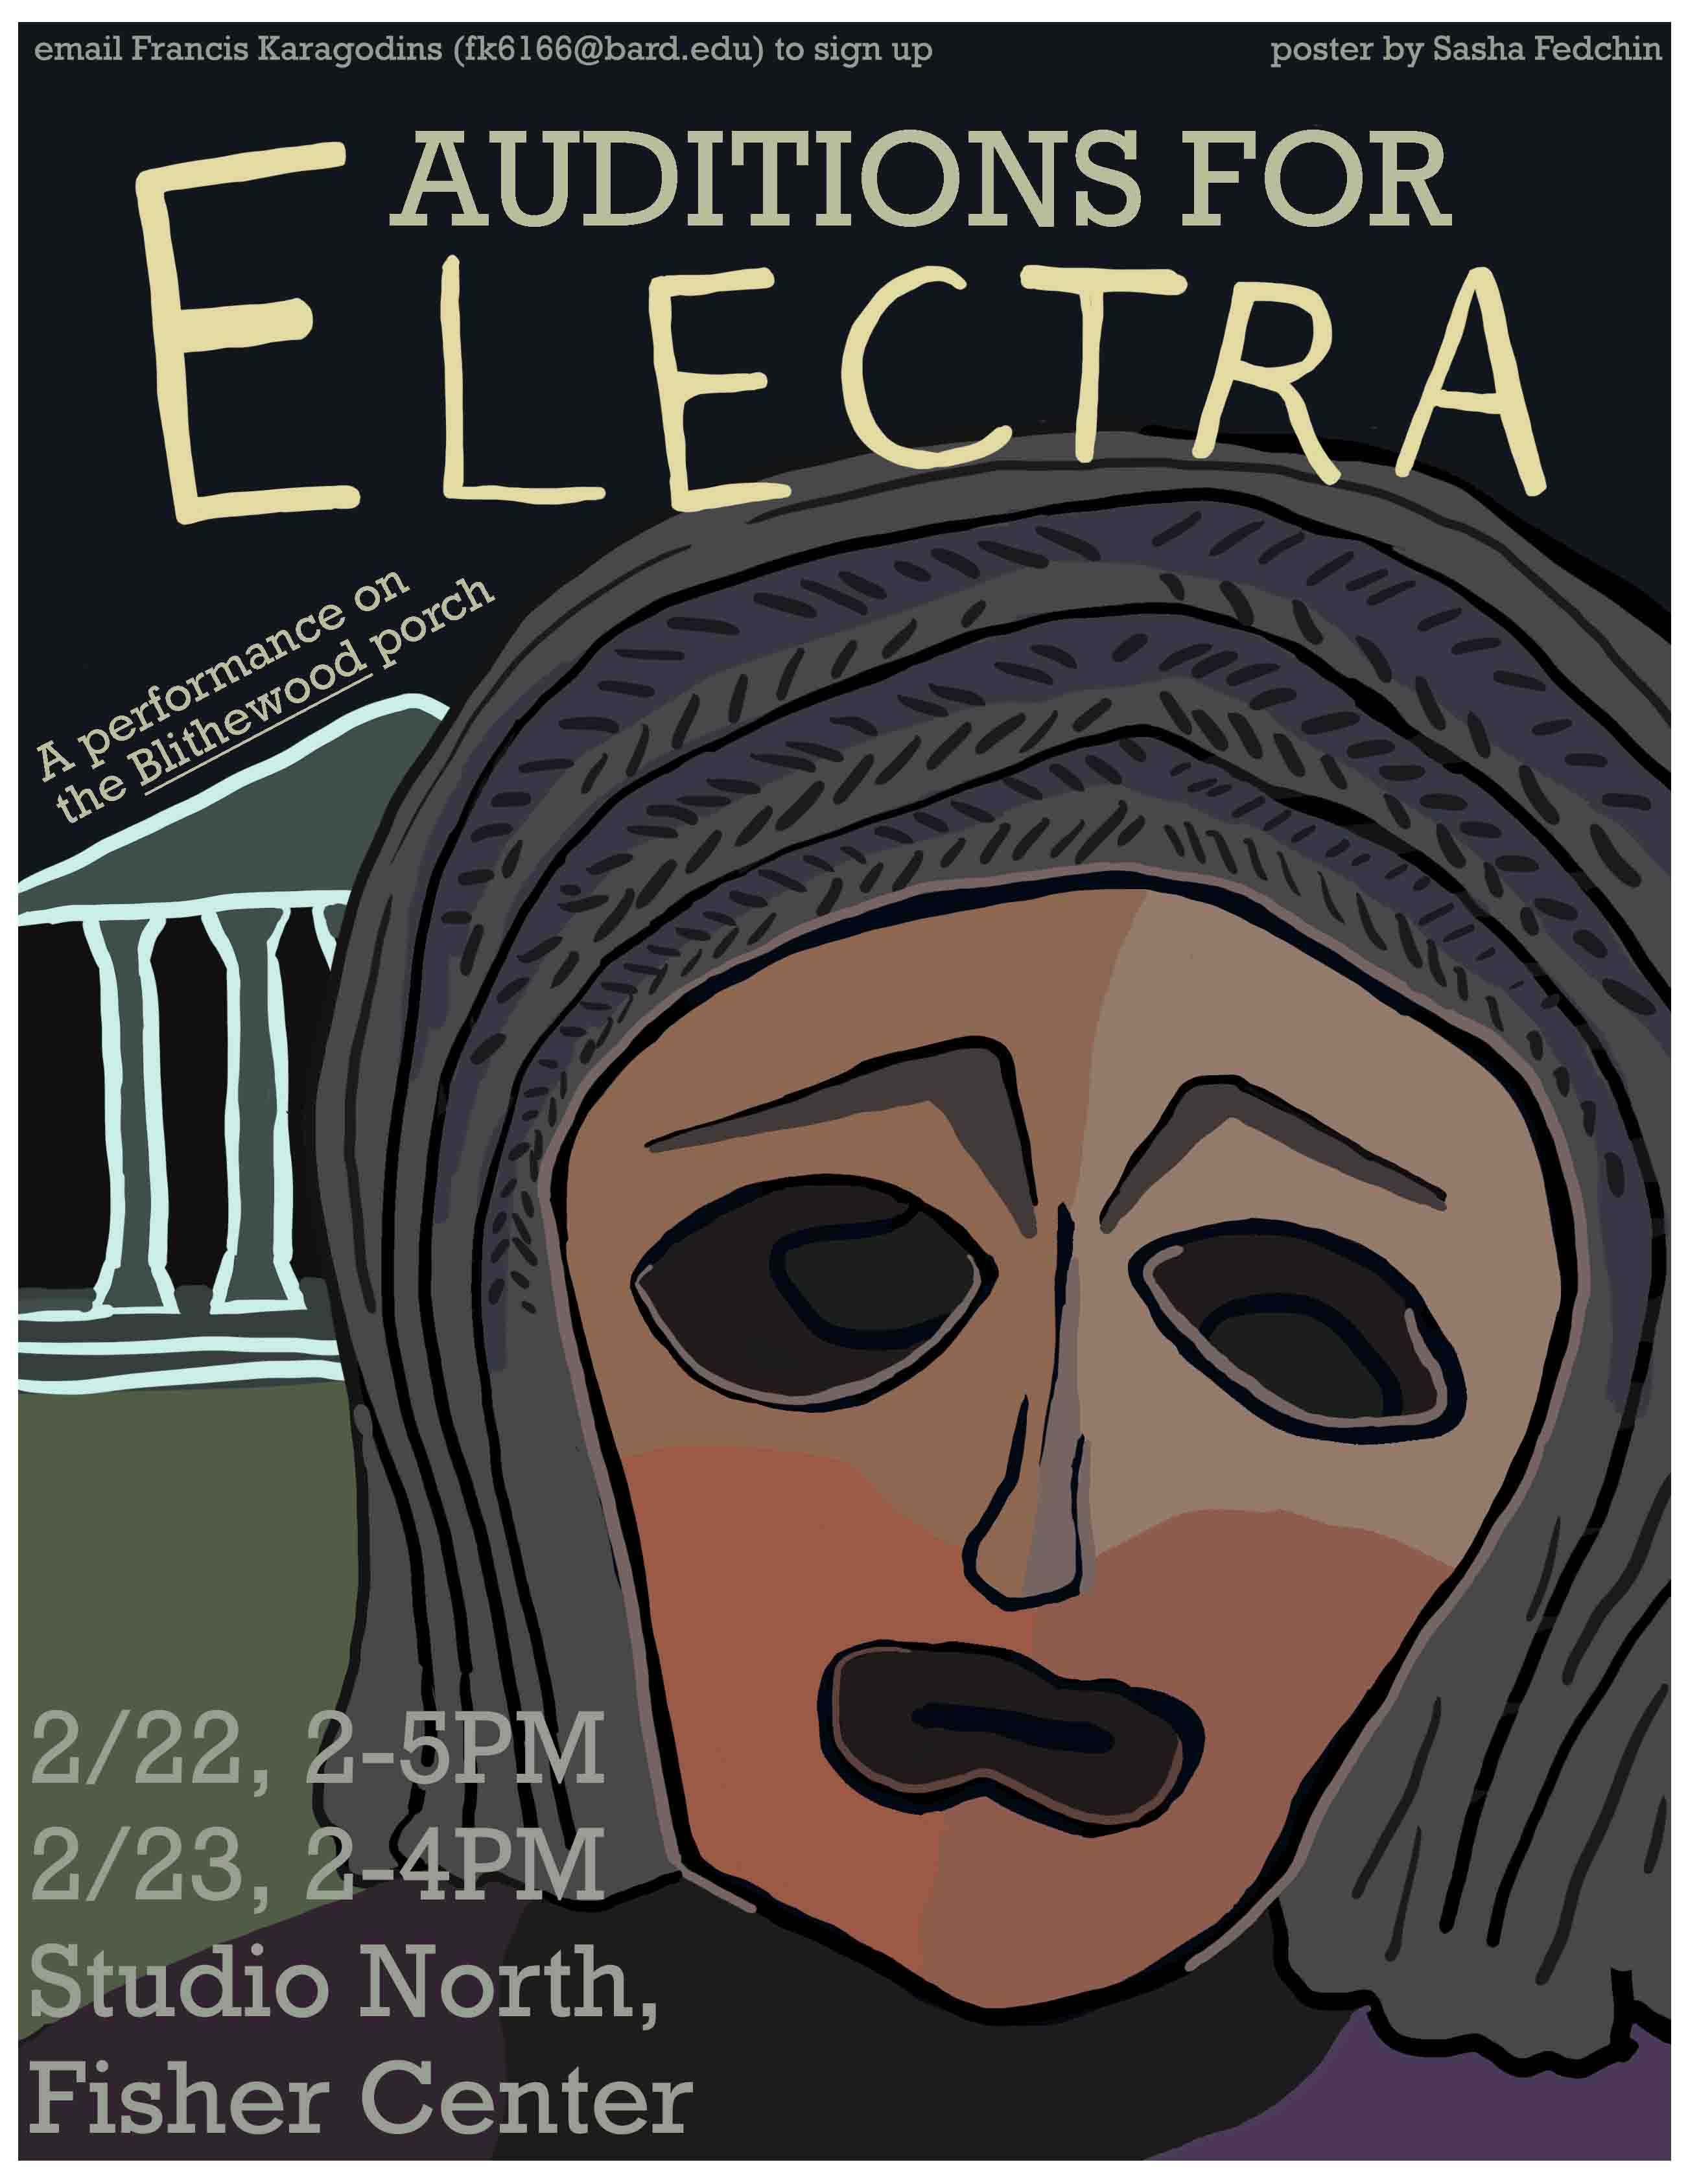 email Francis Karagodins (fk6166@bard.edu) to sign up
poster by Sasha Fedchin
AUDITIONS FOR
ELECTRA
A performance on
the Blithewood porch
2/22, 2-5PM
2/23, 2-4PM
Studio North,
Fisher Center